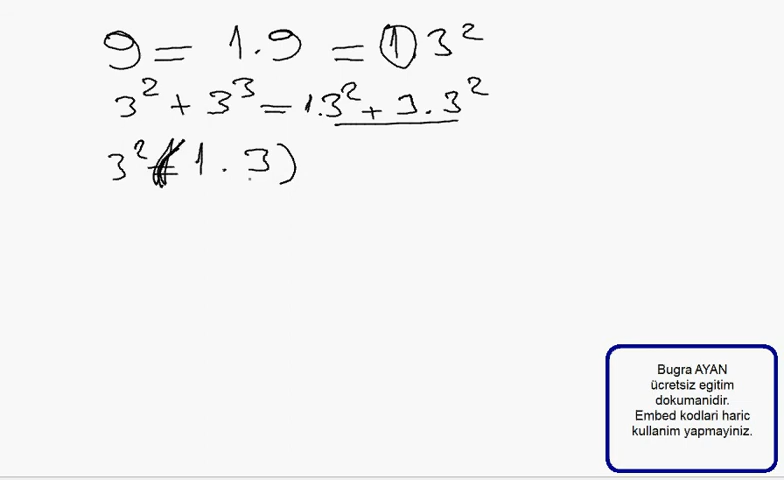 9 = 1.9 = 1 3²
3² + 3³ = 1.3² + 3.3²
3² ( 1 . 3)
Bugra AYAN
ücretsiz egitim
dokumanidir.
Embed kodlari haric
kullanim yapmayiniz.